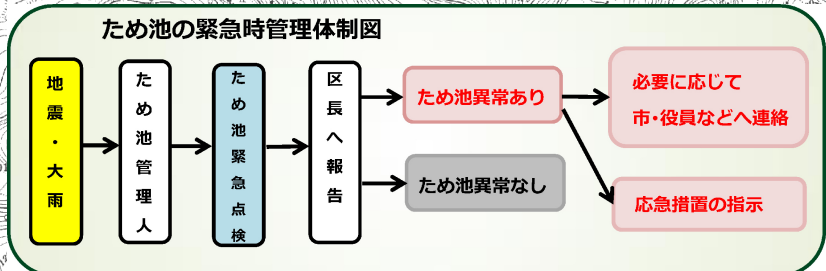 ため池の緊急時管理体制図
地震・大雨
ため池管理人
ため池緊急点検
区長へ報告
ため池異常あり
必要に応じて
市・役員などへ連絡
ため池異常なし
応急措置の指示